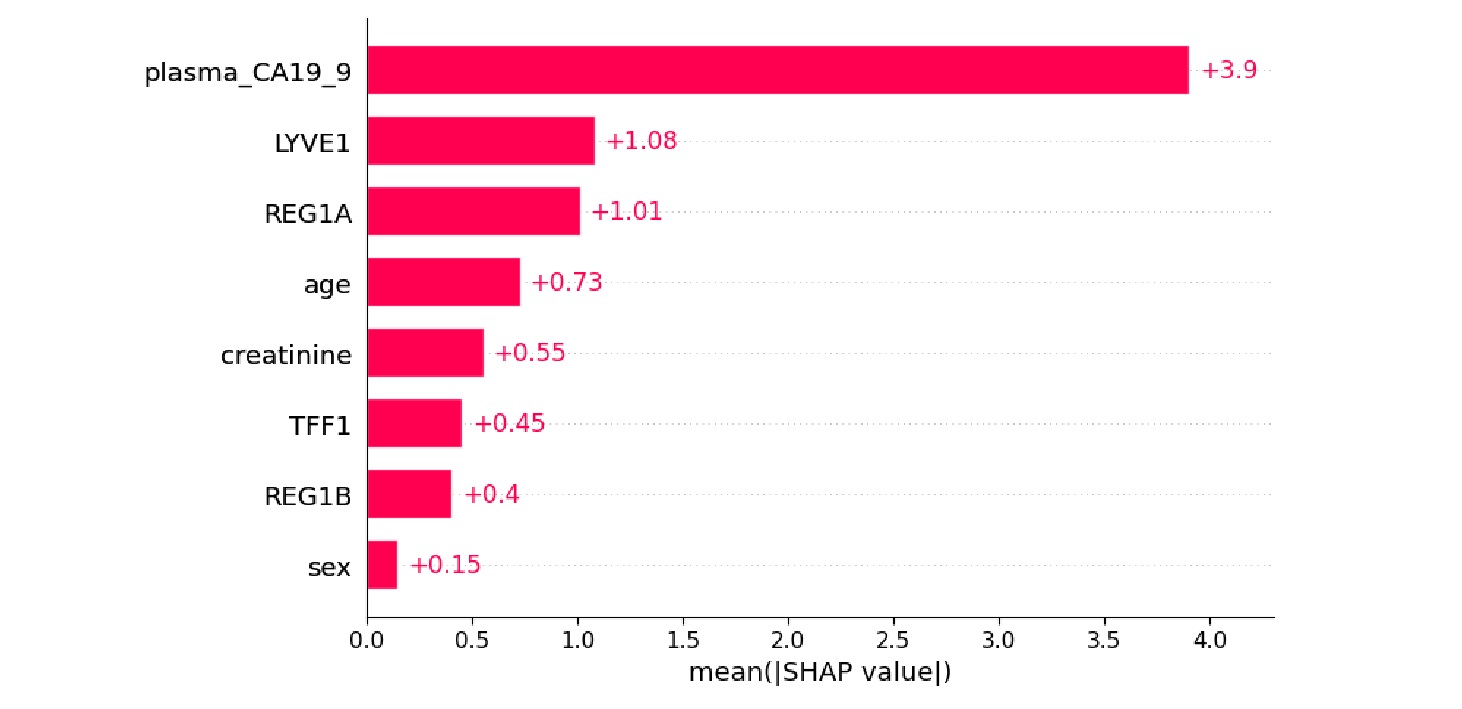 plasma_CA19_9 +3.9
LYVE1 +1.08
REG1A +1.01
age +0.73
creatinine +0.55
TFF1 +0.45
REG1B +0.4
sex +0.15
0.0 0.5 1.0 1.5 2.0 2.5 3.0 3.5 4.0
mean(|SHAP value|)